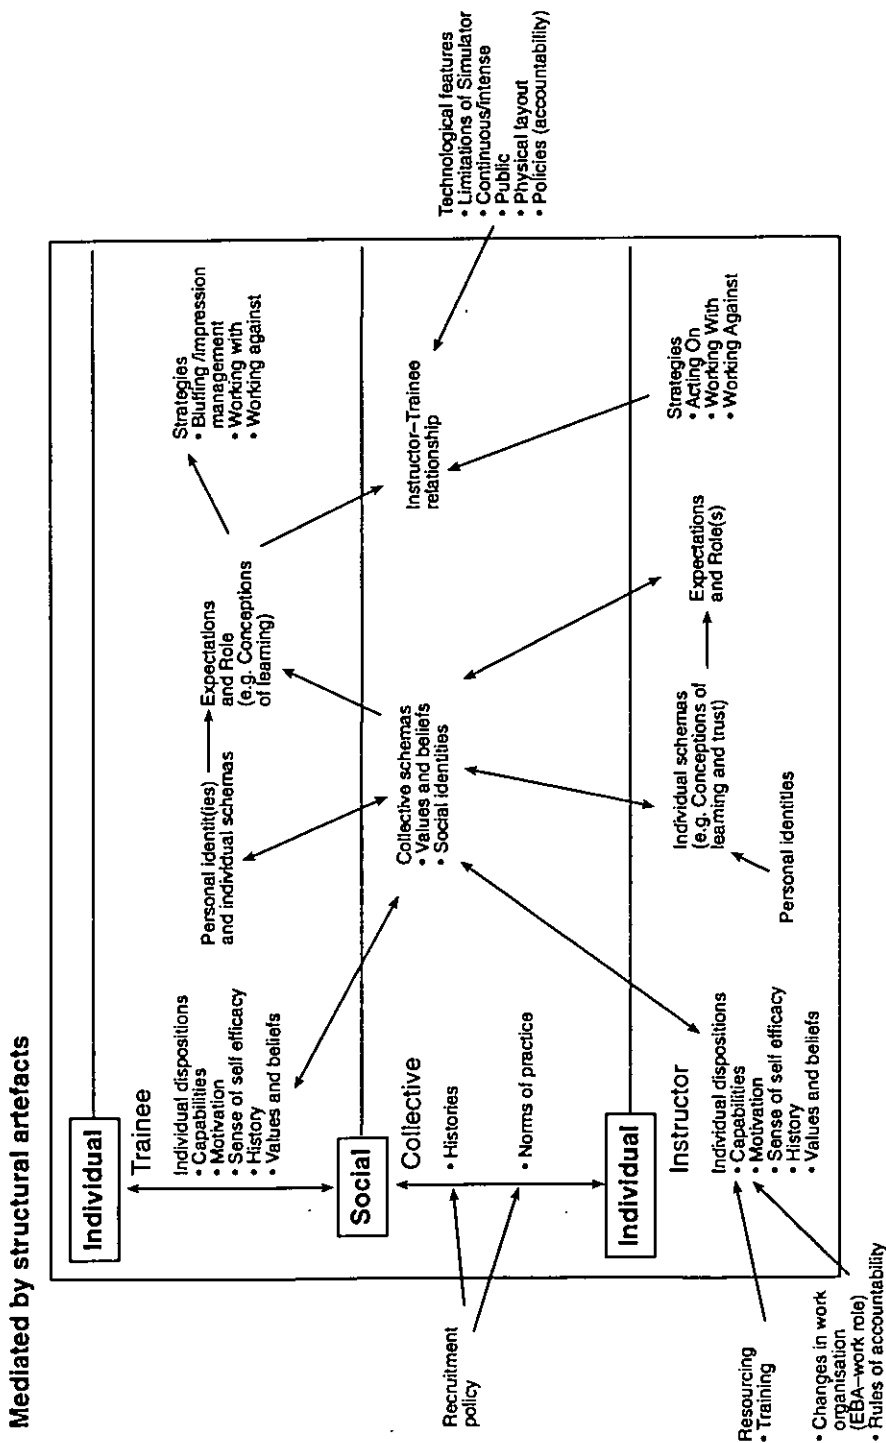 Mediated by structural artefacts
Individual
Trainee
Individual dispositions
• Capabilities
• Motivation
• Sense of self efficacy
• History
• Values and beliefs
Personal identit(ies)
and individual schemas
Expectations
and Role
(e.g. Conceptions
of learning)
Strategies
• Bluffing /impression
management
• Working with
• Working against
Social
Collective
• Histories
• Norms of practice
Collective schemas
• Values and beliefs
• Social identities
Instructor–Trainee
relationship
Technological features
• Limitations of Simulator
• Continuous/intense
• Public
• Physical layout
• Policies (accountability)
Recruitment
policy
Individual
Instructor
Individual dispositions
• Capabilities
• Motivation
• Sense of self efficacy
• History
• Values and beliefs
Individual schemas
(e.g. Conceptions of
learning and trust)
Personal identities
Expectations
and Role(s)
Strategies
• Acting On
• Working With
• Working Against
Resourcing
• Training
• Changes in work
organisation
(EBA–work role)
• Rules of accountability